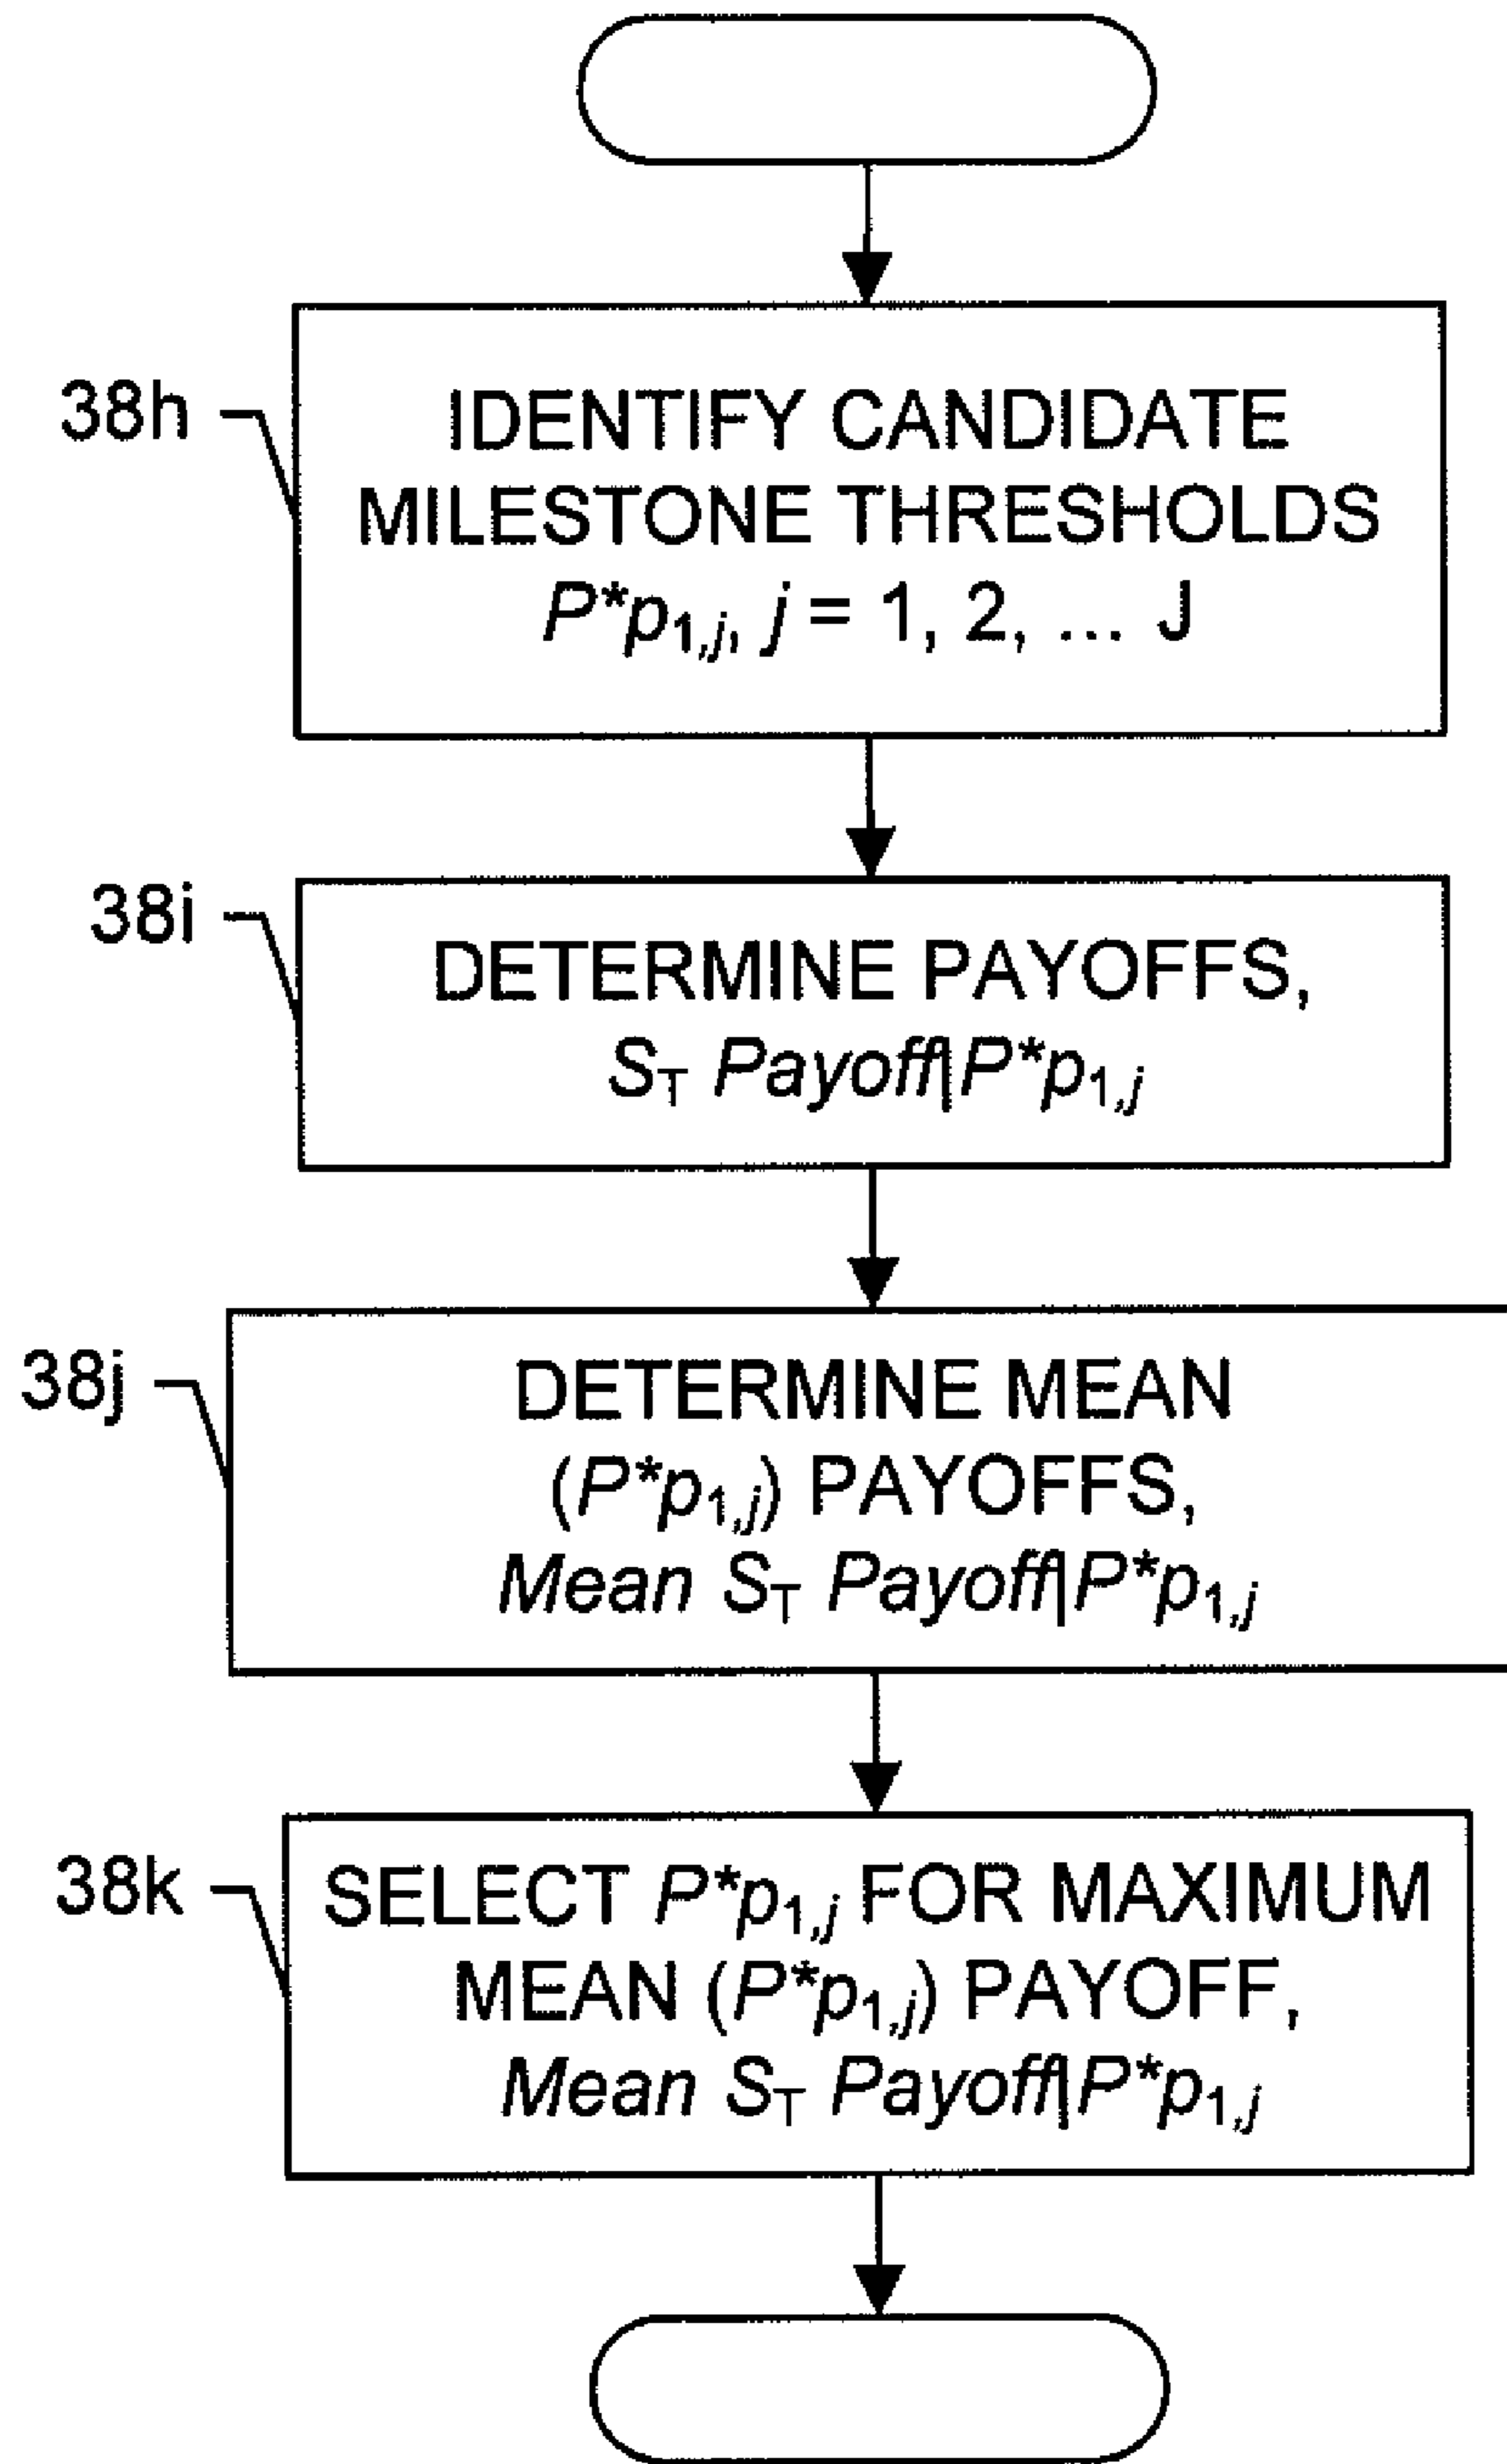 38h
IDENTIFY CANDIDATE
MILESTONE THRESHOLDS
P*p1,j, j = 1, 2, ... J
38i
DETERMINE PAYOFFS,
ST Payoff|P*p1,j
38j
DETERMINE MEAN
(P*p1,j) PAYOFFS,
Mean ST Payoff|P*p1,j
38k
SELECT P*p1,j FOR MAXIMUM
MEAN (P*p1,j) PAYOFF,
Mean ST Payoff|P*p1,j